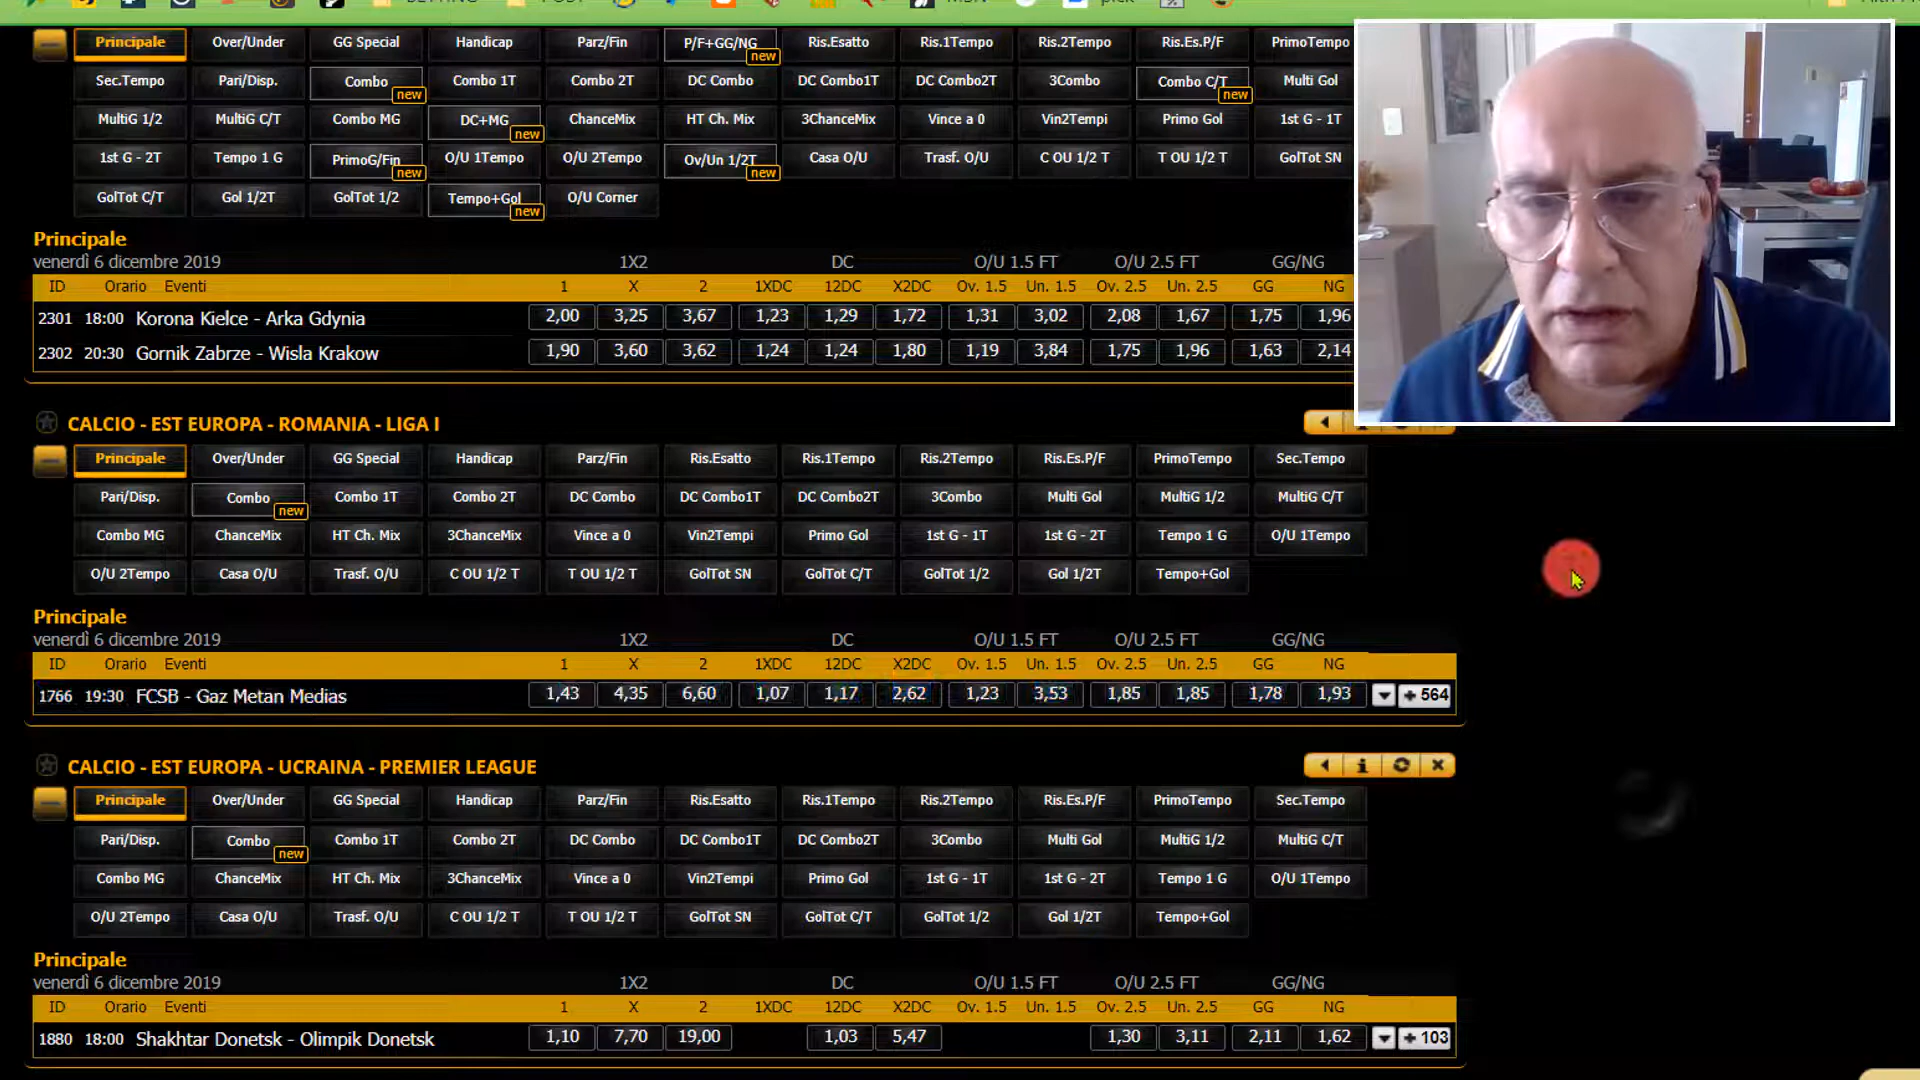 Principale Over/Under GG Special Handicap Parz/Fin P/F+GG/NG new Ris.Esatto Ris.1Tempo Ris.2Tempo Ris.Es.P/F PrimoTempo
Sec.Tempo Pari/Disp. Combo new Combo 1T Combo 2T DC Combo DC Combo1T DC Combo2T 3Combo Combo C/T new Multi Gol
MultiG 1/2 MultiG C/T Combo MG DC+MG new ChanceMix HT Ch. Mix 3ChanceMix Vince a 0 Vin2Tempi Primo Gol 1st G - 1T
1st G - 2T Tempo 1 G PrimoG/Fin new O/U 1Tempo O/U 2Tempo Ov/Un 1/2T new Casa O/U Trasf. O/U C OU 1/2 T T OU 1/2 T GolTot SN
GolTot C/T Gol 1/2T GolTot 1/2 Tempo+Gol new O/U Corner
Principale
venerdì 6 dicembre 2019 1X2 DC O/U 1.5 FT O/U 2.5 FT GG/NG
ID Orario Eventi 1 X 2 1XDC 12DC X2DC Ov. 1.5 Un. 1.5 Ov. 2.5 Un. 2.5 GG NG
2301 18:00 Korona Kielce - Arka Gdynia 2,00 3,25 3,67 1,23 1,29 1,72 1,31 3,02 2,08 1,67 1,75 1,96
2302 20:30 Gornik Zabrze - Wisla Krakow 1,90 3,60 3,62 1,24 1,24 1,80 1,19 3,84 1,75 1,96 1,63 2,14
CALCIO - EST EUROPA - ROMANIA - LIGA I
Principale Over/Under GG Special Handicap Parz/Fin Ris.Esatto Ris.1Tempo Ris.2Tempo Ris.Es.P/F PrimoTempo Sec.Tempo
Pari/Disp. Combo new Combo 1T Combo 2T DC Combo DC Combo1T DC Combo2T 3Combo Multi Gol MultiG 1/2 MultiG C/T
Combo MG ChanceMix HT Ch. Mix 3ChanceMix Vince a 0 Vin2Tempi Primo Gol 1st G - 1T 1st G - 2T Tempo 1 G O/U 1Tempo
O/U 2Tempo Casa O/U Trasf. O/U C OU 1/2 T T OU 1/2 T GolTot SN GolTot C/T GolTot 1/2 Gol 1/2T Tempo+Gol
Principale
venerdì 6 dicembre 2019 1X2 DC O/U 1.5 FT O/U 2.5 FT GG/NG
ID Orario Eventi 1 X 2 1XDC 12DC X2DC Ov. 1.5 Un. 1.5 Ov. 2.5 Un. 2.5 GG NG
1766 19:30 FCSB - Gaz Metan Medias 1,43 4,35 6,60 1,07 1,17 2,62 1,23 3,53 1,85 1,85 1,78 1,93 +564
CALCIO - EST EUROPA - UCRAINA - PREMIER LEAGUE
Principale Over/Under GG Special Handicap Parz/Fin Ris.Esatto Ris.1Tempo Ris.2Tempo Ris.Es.P/F PrimoTempo Sec.Tempo
Pari/Disp. Combo new Combo 1T Combo 2T DC Combo DC Combo1T DC Combo2T 3Combo Multi Gol MultiG 1/2 MultiG C/T
Combo MG ChanceMix HT Ch. Mix 3ChanceMix Vince a 0 Vin2Tempi Primo Gol 1st G - 1T 1st G - 2T Tempo 1 G O/U 1Tempo
O/U 2Tempo Casa O/U Trasf. O/U C OU 1/2 T T OU 1/2 T GolTot SN GolTot C/T GolTot 1/2 Gol 1/2T Tempo+Gol
Principale
venerdì 6 dicembre 2019 1X2 DC O/U 1.5 FT O/U 2.5 FT GG/NG
ID Orario Eventi 1 X 2 1XDC 12DC X2DC Ov. 1.5 Un. 1.5 Ov. 2.5 Un. 2.5 GG NG
1880 18:00 Shakhtar Donetsk - Olimpik Donetsk 1,10 7,70 19,00 1,03 5,47 1,30 3,11 2,11 1,62 +103